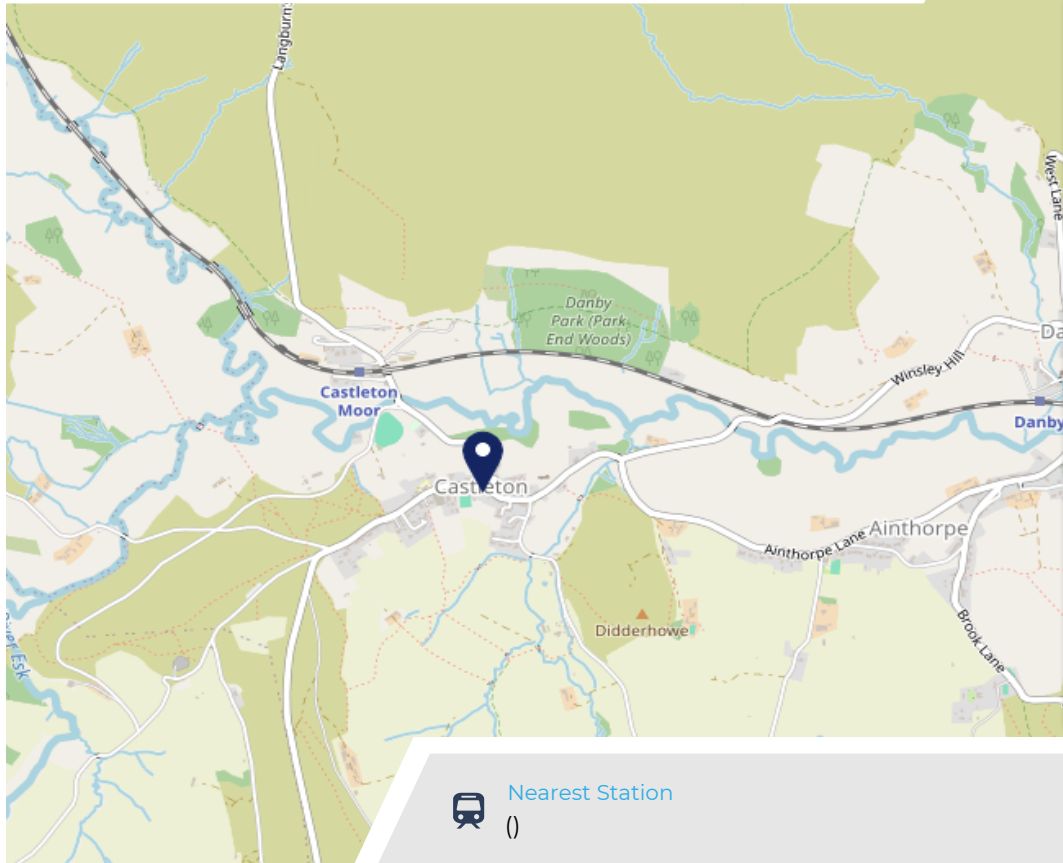 Langburn
West Lane
Danby
Park (Park
End Woods)
Da
Winsley Hill
Castleton
Moor
Danby
Castleton
Ainthorpe
Ainthorpe Lane
Didderhowe
River Esk
Brook Lane
Nearest Station
()